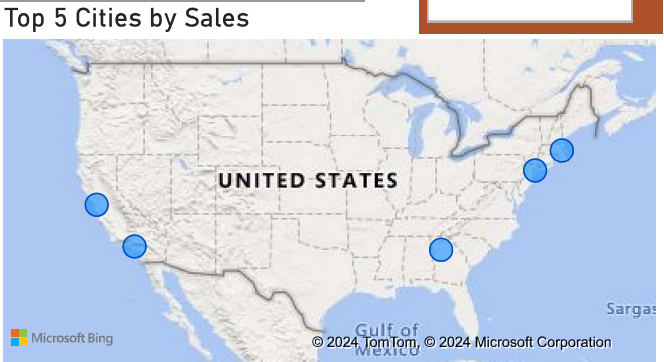 Top 5 Cities by Sales
UNITED STATES
Sargas
Gulf of
Mexico
Microsoft Bing
© 2024 TomTom, © 2024 Microsoft Corporation